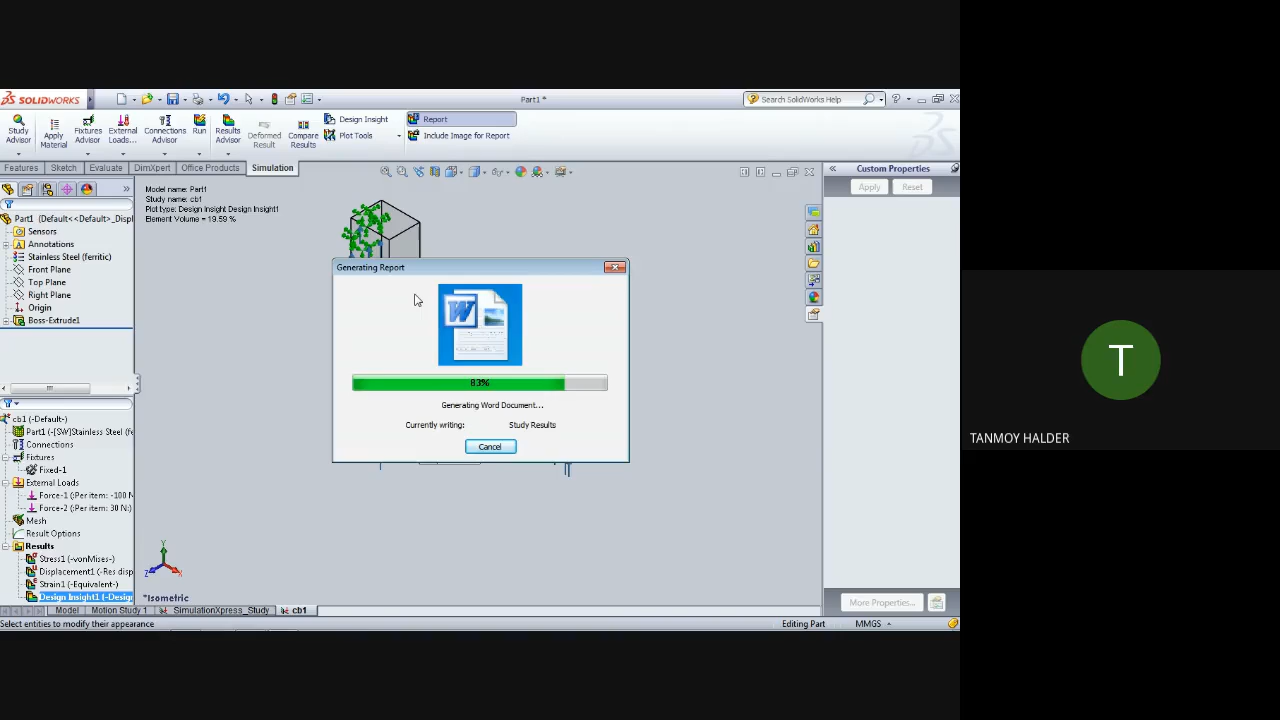 SOLIDWORKS
Part1 *
Search SolidWorks Help
Study Advisor
Apply Material
Fixtures Advisor
External Loads...
Connections Advisor
Run
Results Advisor
Deformed Result
Compare Results
Design Insight
Plot Tools
Report
Include Image for Report
Features
Sketch
Evaluate
DimXpert
Office Products
Simulation
Custom Properties
Apply
Reset
Part1 (Default<<Default>_Displ
Sensors
Annotations
Stainless Steel (ferritic)
Front Plane
Top Plane
Right Plane
Origin
Boss-Extrude1
Model name: Part1
Study name: cb1
Plot type: Design Insight Design Insight1
Element Volume = 19.59 %
Generating Report
W
83%
Generating Word Document...
Currently writing: Study Results
Cancel
cb1 (-Default-)
Part1 (-[SW]Stainless Steel (fe
Connections
Fixtures
Fixed-1
External Loads
Force-1 (:Per item: -100 N
Force-2 (:Per item: 30 N:)
Mesh
Result Options
Results
Stress1 (-vonMises-)
Displacement1 (-Res disp
Strain1 (-Equivalent-)
Design Insight1 (-Desig
Y
Z
X
*Isometric
Model
Motion Study 1
SimulationXpress_Study
cb1
More Properties...
Select entities to modify their appearance
Editing Part
MMGS
T
TANMOY HALDER